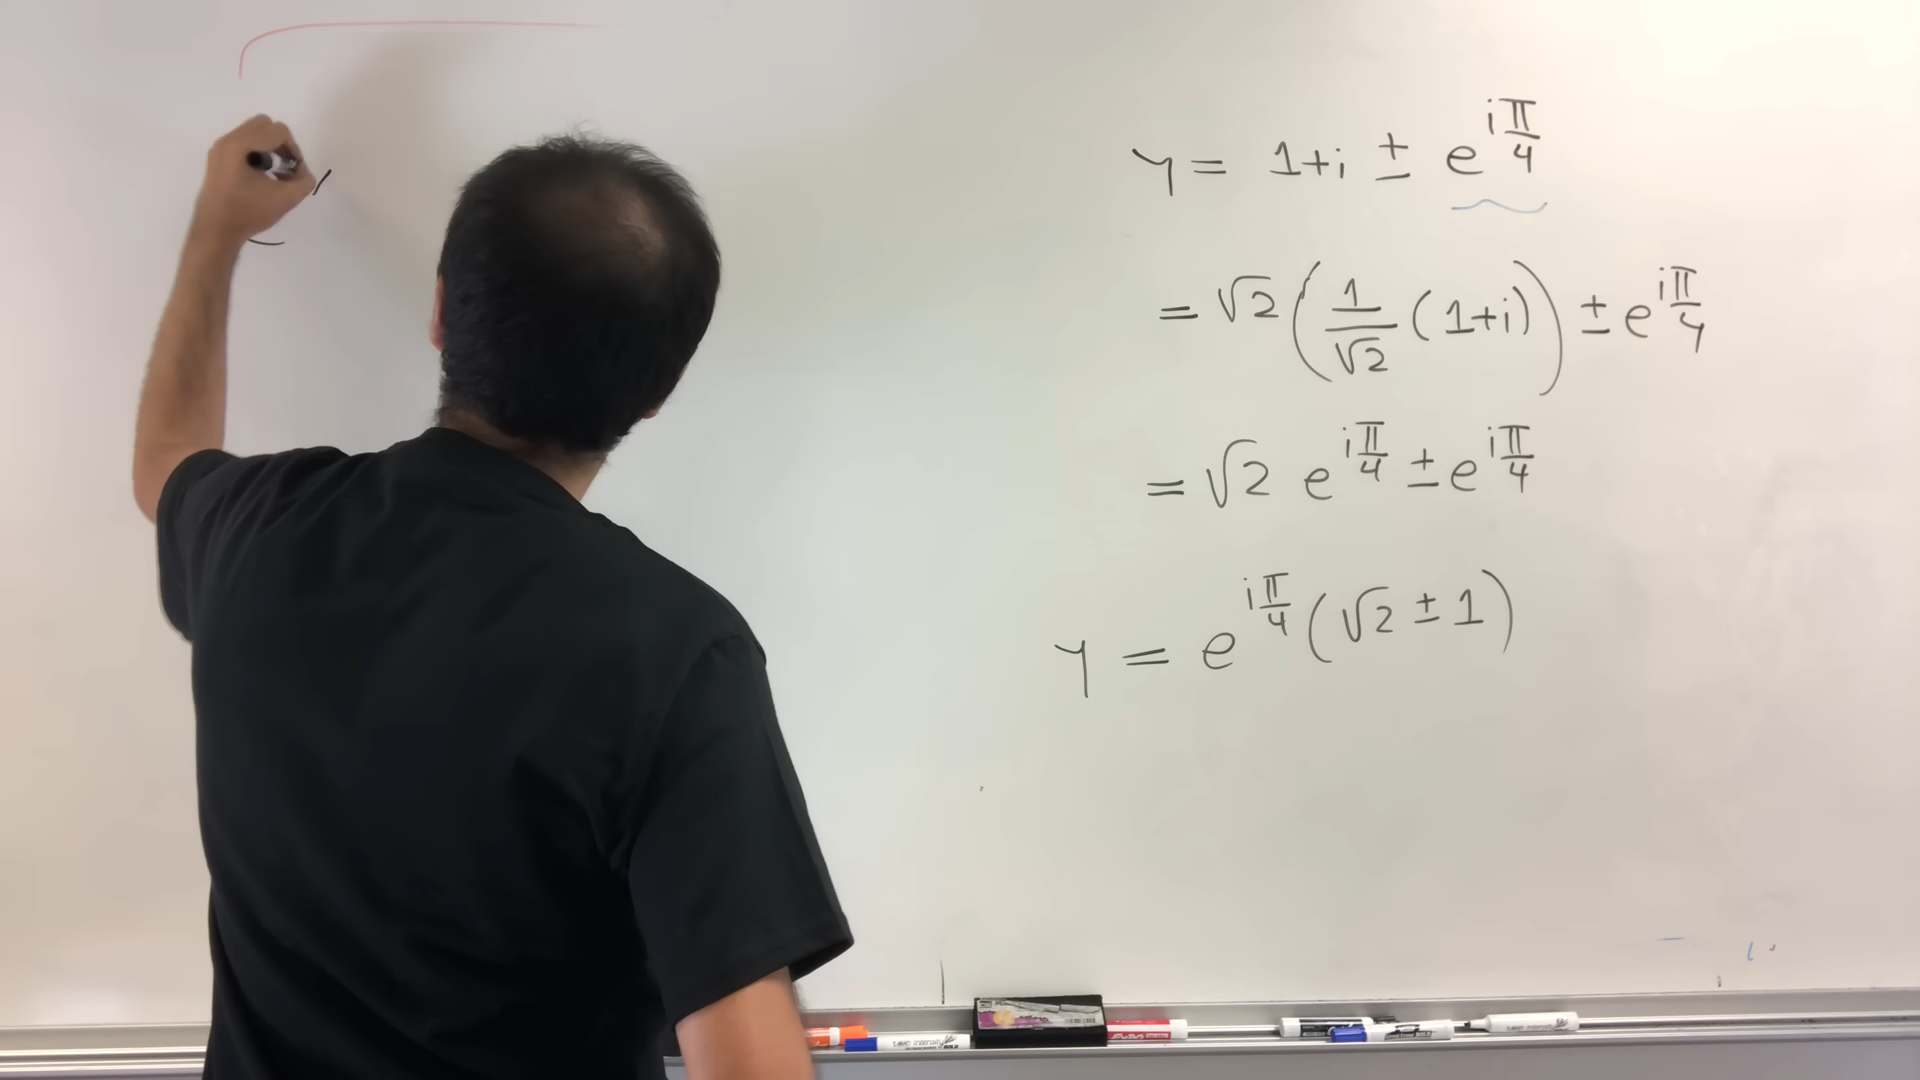 y = 1+i ± e^{iπ/4}
= √2 (1/√2 (1+i)) ± e^{iπ/4}
= √2 e^{iπ/4} ± e^{iπ/4}
y = e^{iπ/4} (√2 ± 1)